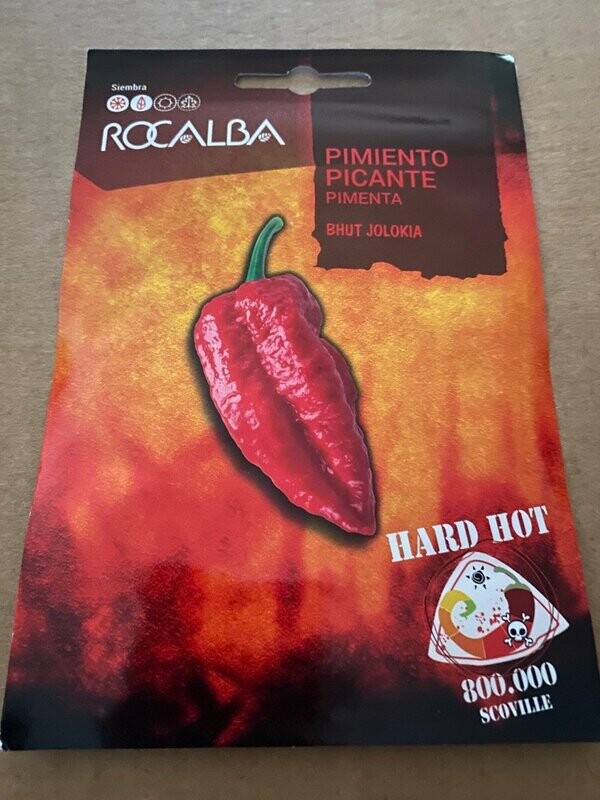 Siembra
ROCALBA
PIMIENTO
PICANTE
PIMENTA
BHUT JOLOKIA
HARD HOT
800.000
SCOVILLE